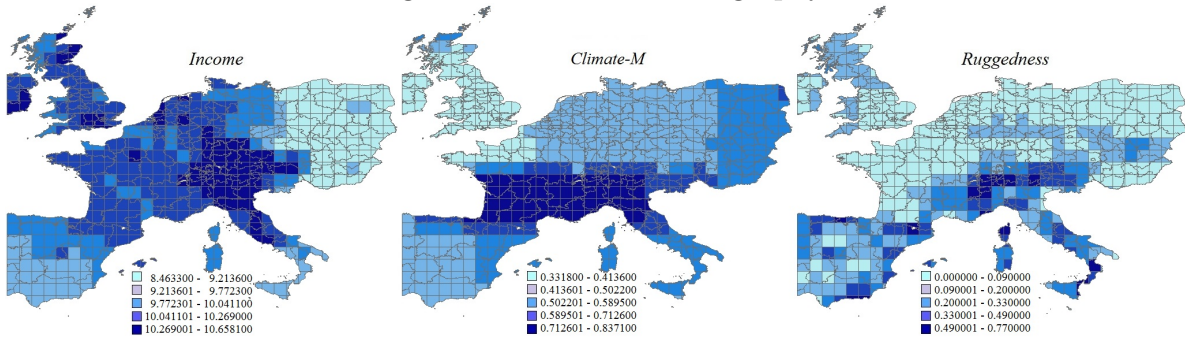 Income
8.463300 - 9.213600
9.213601 - 9.772300
9.772301 - 10.041100
10.041101 - 10.269000
10.269001 - 10.658100
Climate-M
0.331800 - 0.413600
0.413601 - 0.502200
0.502201 - 0.589500
0.589501 - 0.712600
0.712601 - 0.837100
Ruggedness
0.000000 - 0.090000
0.090001 - 0.200000
0.200001 - 0.330000
0.330001 - 0.490000
0.490001 - 0.770000